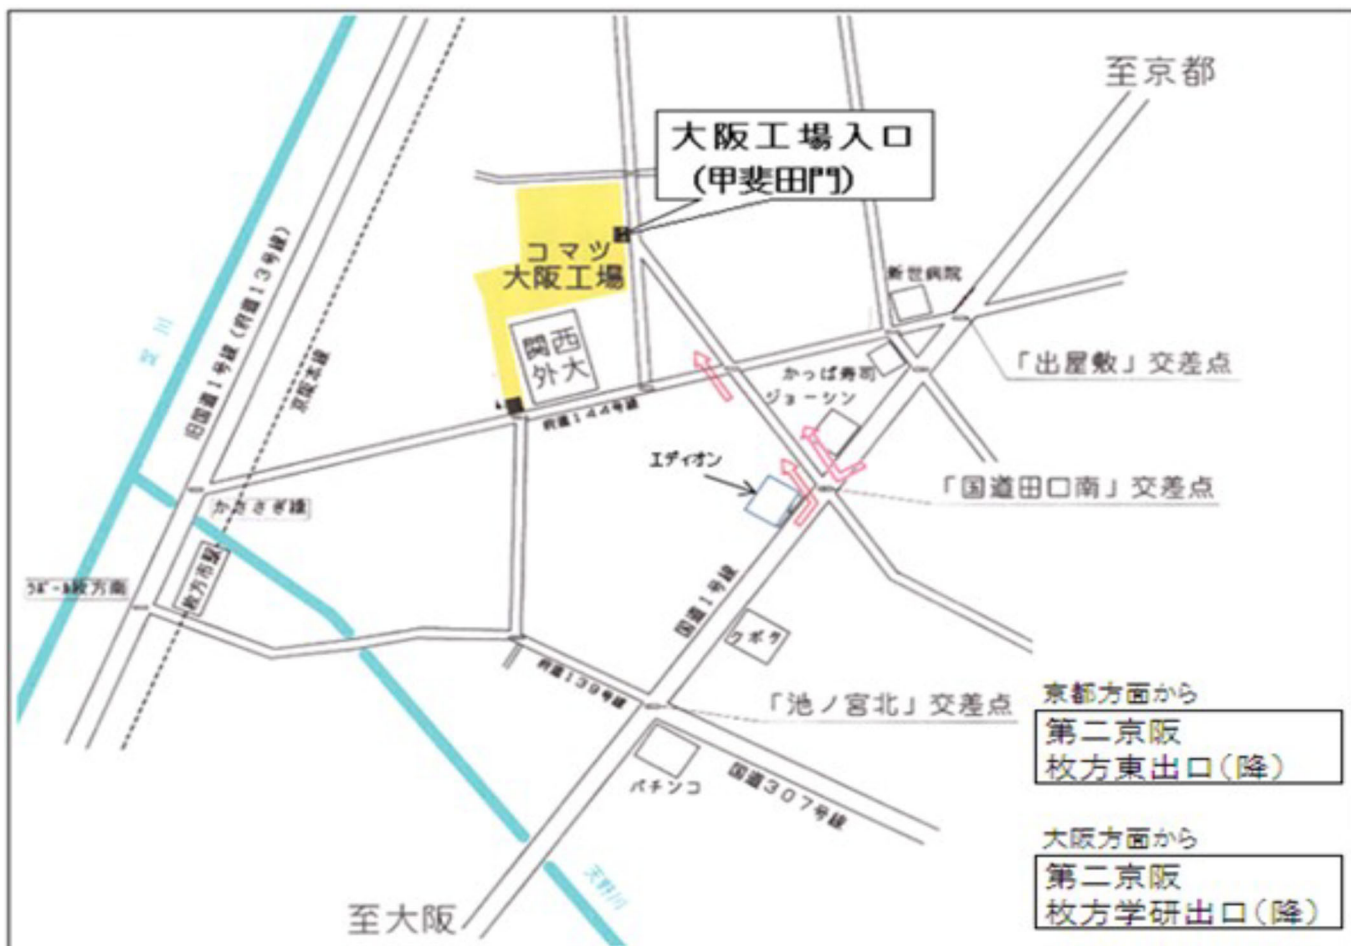 至京都
大阪工場入口
(甲斐田門)
コマツ
大阪工場
新世病院
旧国道1号線(府道13号線)
淀川
京阪本線
関西
外大
「出屋敷」交差点
かっぱ寿司
ジョーシン
府道144号線
エディオン
「国道田口南」交差点
かささぎ橋
枚方市駅
ラポール枚方南
国道1号線
クボタ
府道139号線
「池ノ宮北」交差点
パチンコ
国道307号線
天野川
至大阪
京都方面から
第二京阪
枚方東出口(降)
大阪方面から
第二京阪
枚方学研出口(降)